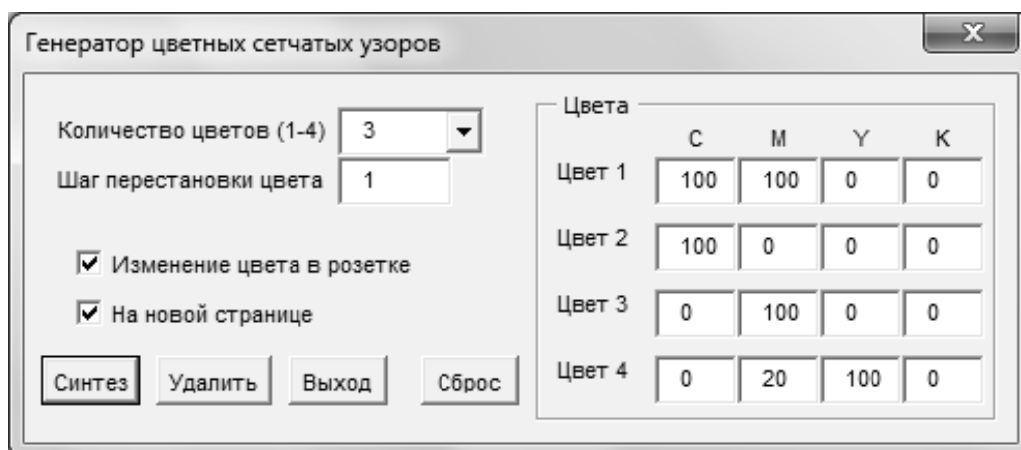 Генератор цветных сетчатых узоров
X
Количество цветов (1-4) 3
Шаг перестановки цвета 1
Изменение цвета в розетке
На новой странице
Синтез Удалить Выход Сброс
Цвета
C M Y K
Цвет 1 100 100 0 0
Цвет 2 100 0 0 0
Цвет 3 0 100 0 0
Цвет 4 0 20 100 0